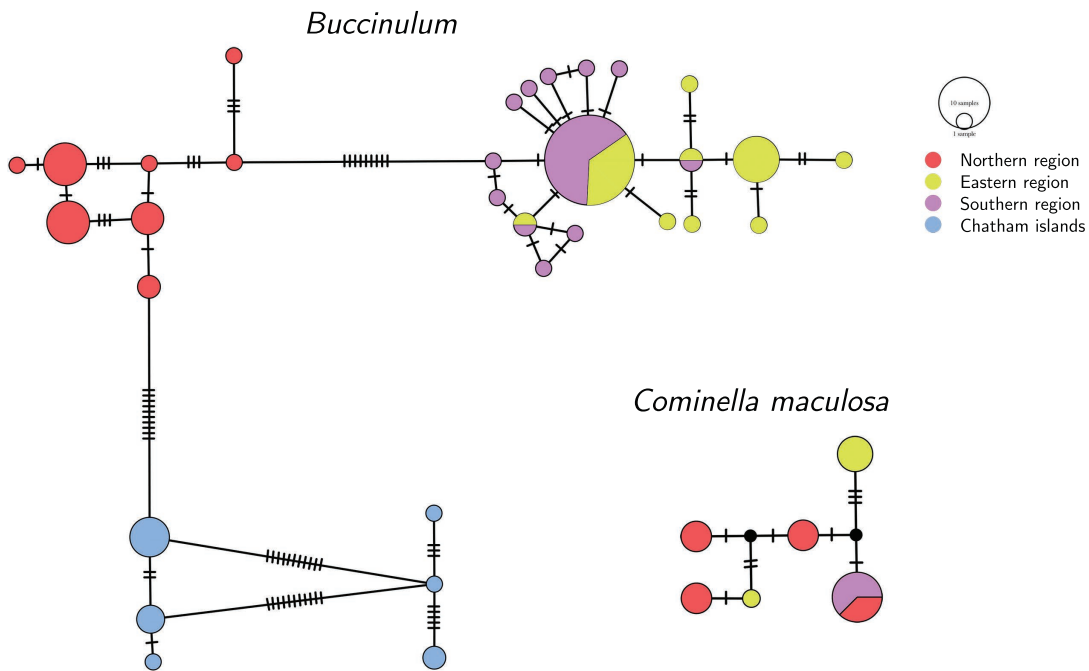 Buccinulum
10 samples
1 sample
Northern region
Eastern region
Southern region
Chatham islands
Cominella maculosa